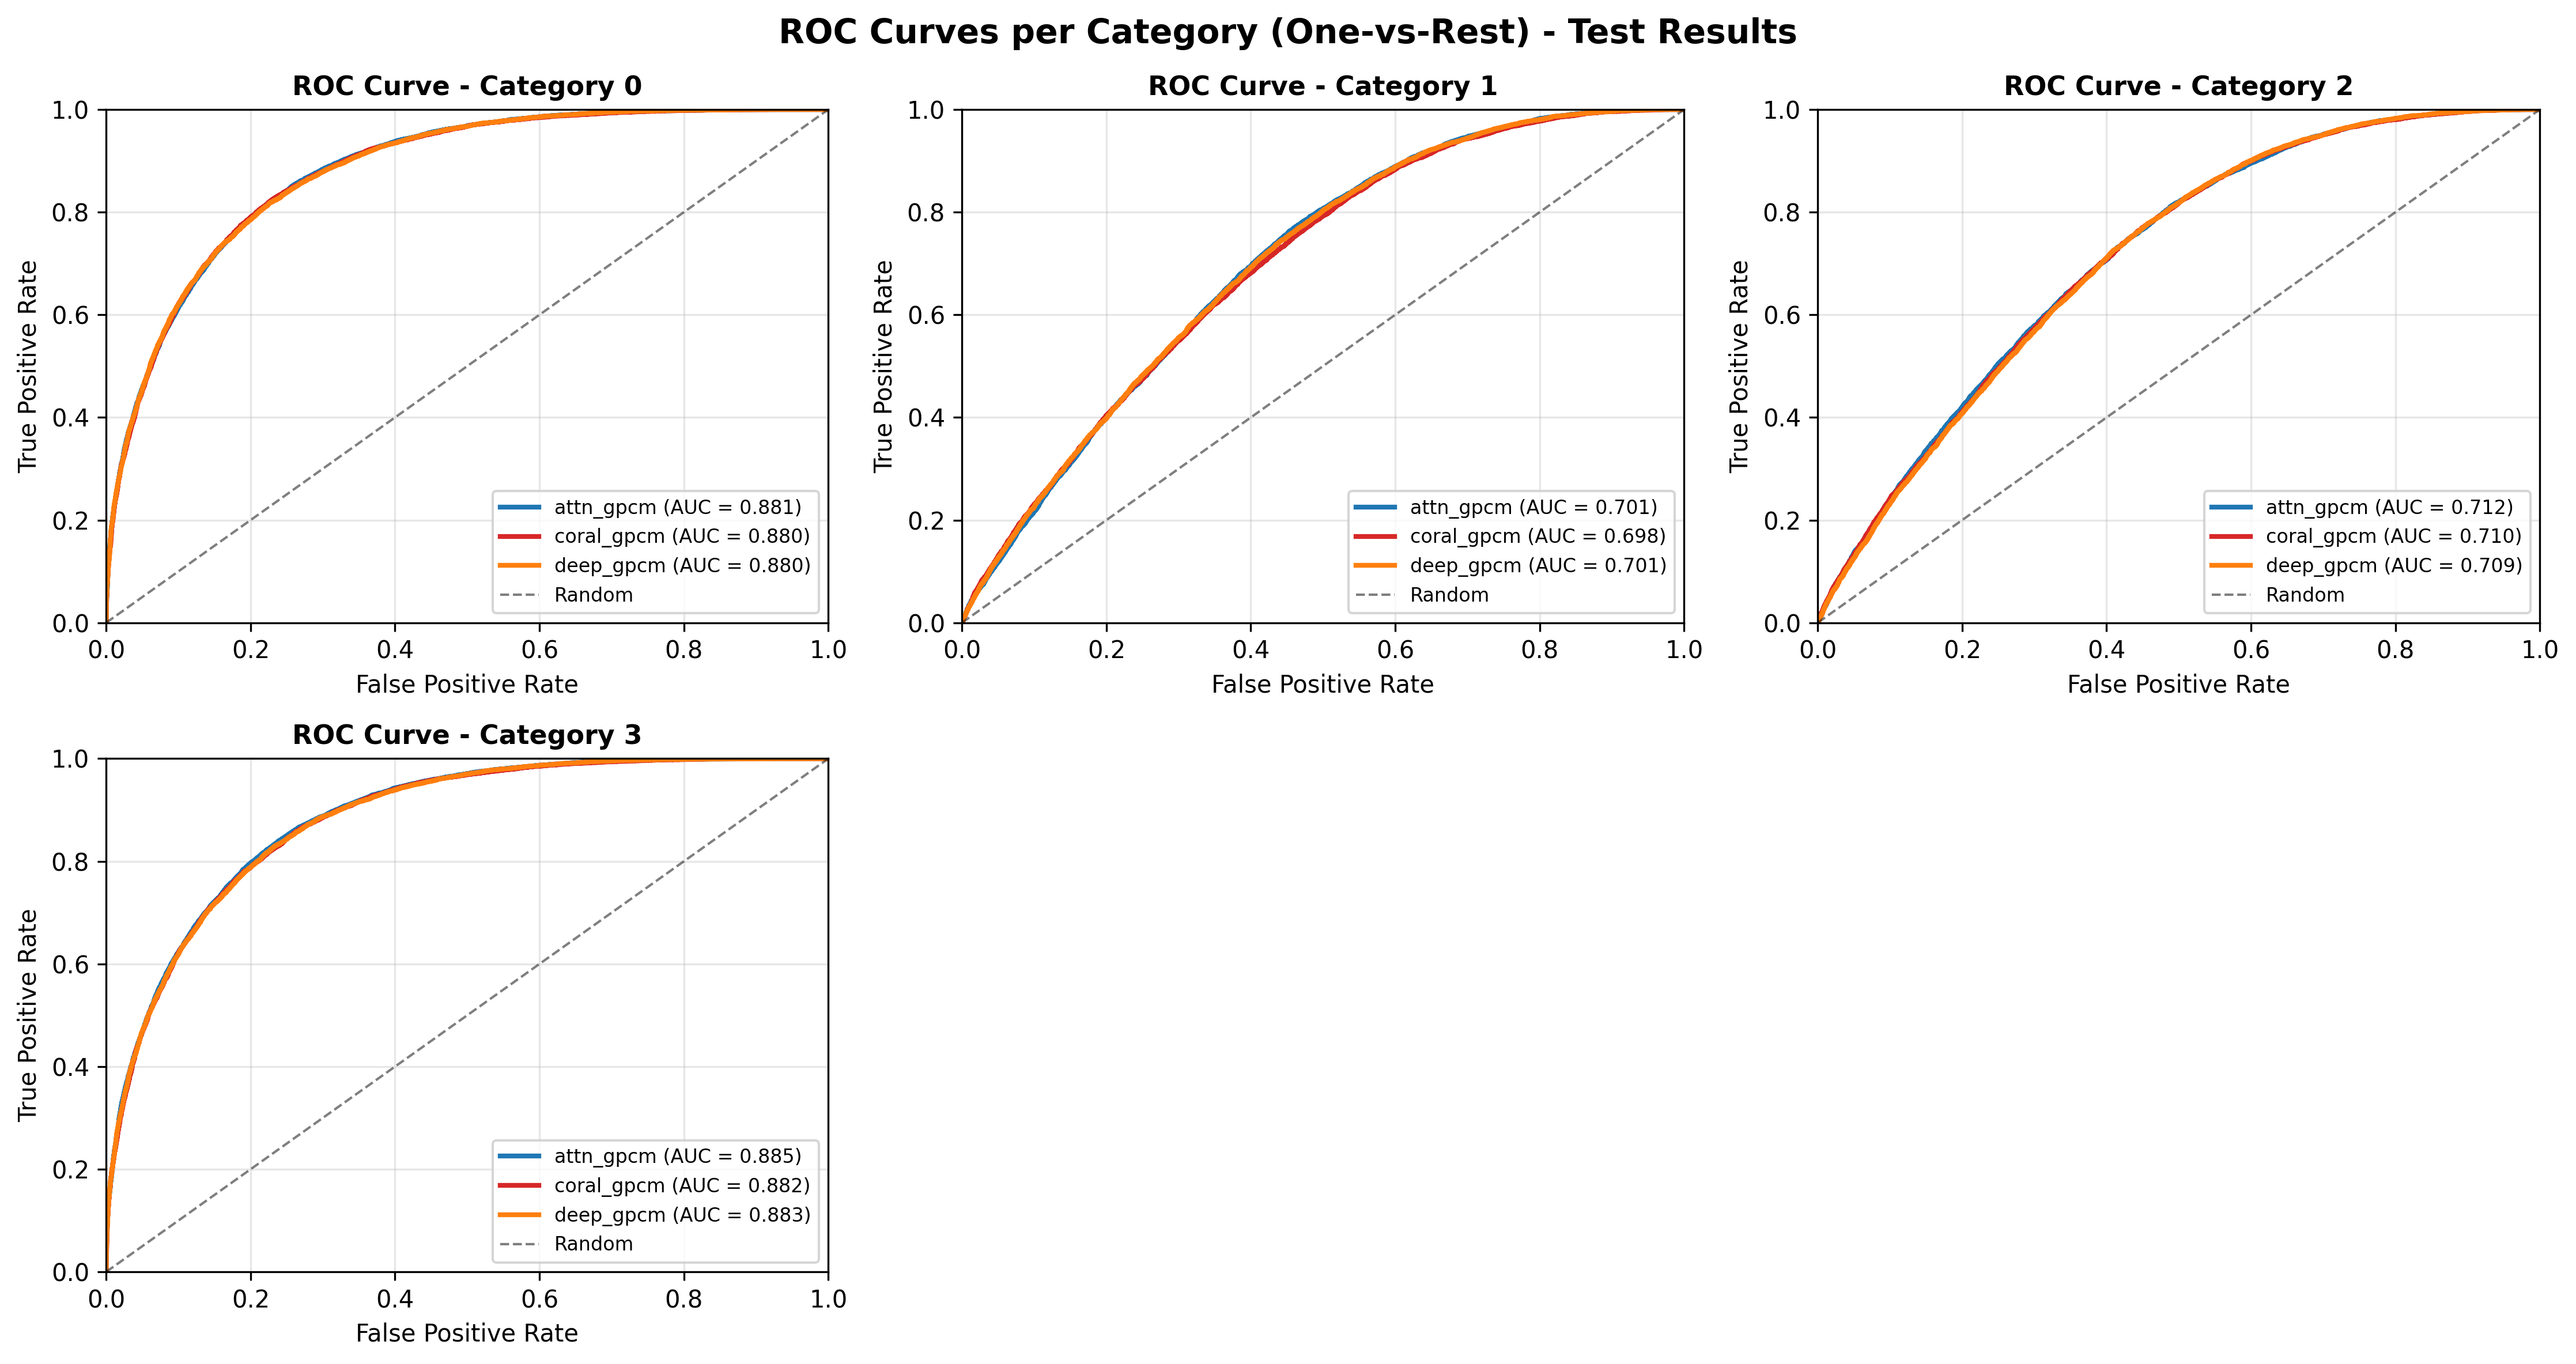 ROC Curves per Category (One-vs-Rest) - Test Results
ROC Curve - Category 0
True Positive Rate
1.0
0.8
0.6
0.4
0.2
0.0
0.0 0.2 0.4 0.6 0.8 1.0
False Positive Rate
attn_gpcm (AUC = 0.881)
coral_gpcm (AUC = 0.880)
deep_gpcm (AUC = 0.880)
Random
ROC Curve - Category 1
True Positive Rate
1.0
0.8
0.6
0.4
0.2
0.0
0.0 0.2 0.4 0.6 0.8 1.0
False Positive Rate
attn_gpcm (AUC = 0.701)
coral_gpcm (AUC = 0.698)
deep_gpcm (AUC = 0.701)
Random
ROC Curve - Category 2
True Positive Rate
1.0
0.8
0.6
0.4
0.2
0.0
0.0 0.2 0.4 0.6 0.8 1.0
False Positive Rate
attn_gpcm (AUC = 0.712)
coral_gpcm (AUC = 0.710)
deep_gpcm (AUC = 0.709)
Random
ROC Curve - Category 3
True Positive Rate
1.0
0.8
0.6
0.4
0.2
0.0
0.0 0.2 0.4 0.6 0.8 1.0
False Positive Rate
attn_gpcm (AUC = 0.885)
coral_gpcm (AUC = 0.882)
deep_gpcm (AUC = 0.883)
Random